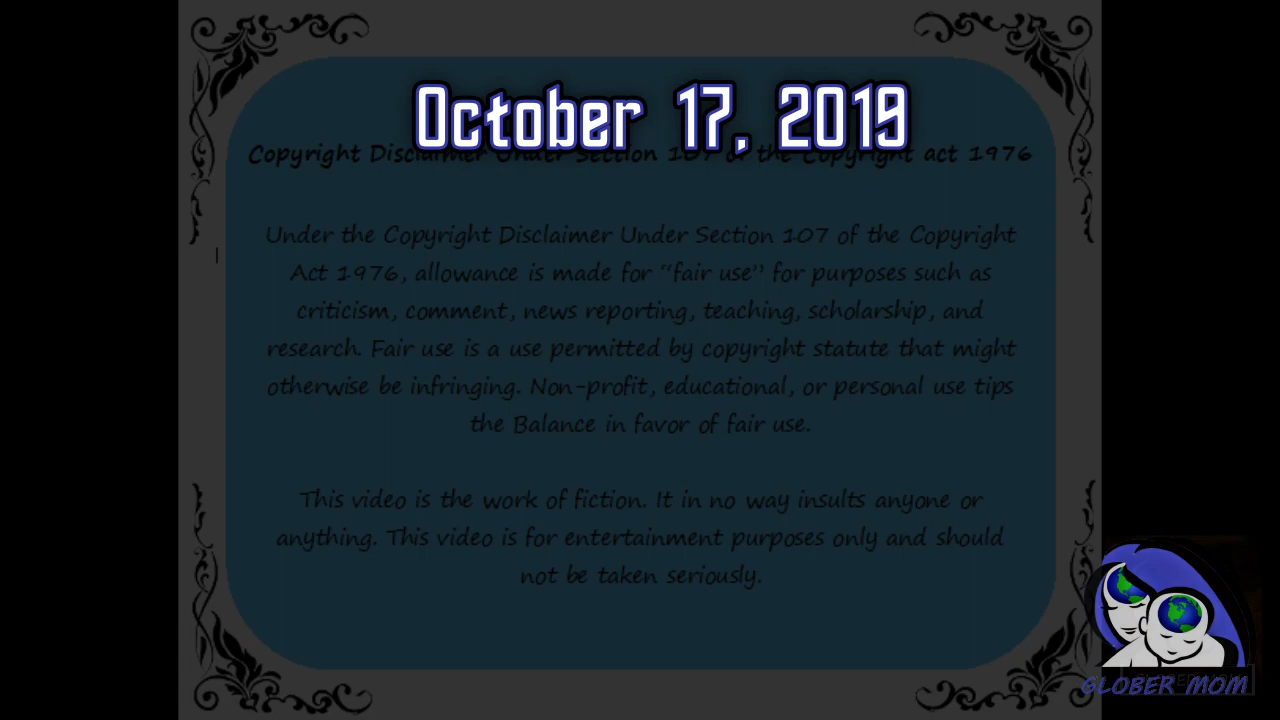 October 17, 2019
Copyright Disclaimer Under Section 107 of the Copyright act 1976
Under the Copyright Disclaimer Under Section 107 of the Copyright
Act 1976, allowance is made for “fair use” for purposes such as
criticism, comment, news reporting, teaching, scholarship, and
research. Fair use is a use permitted by copyright statute that might
otherwise be infringing. Non-profit, educational, or personal use tips
the Balance in favor of fair use.
This video is the work of fiction. It in no way insults anyone or
anything. This video is for entertainment purposes only and should
not be taken seriously.
GLOBER MOM